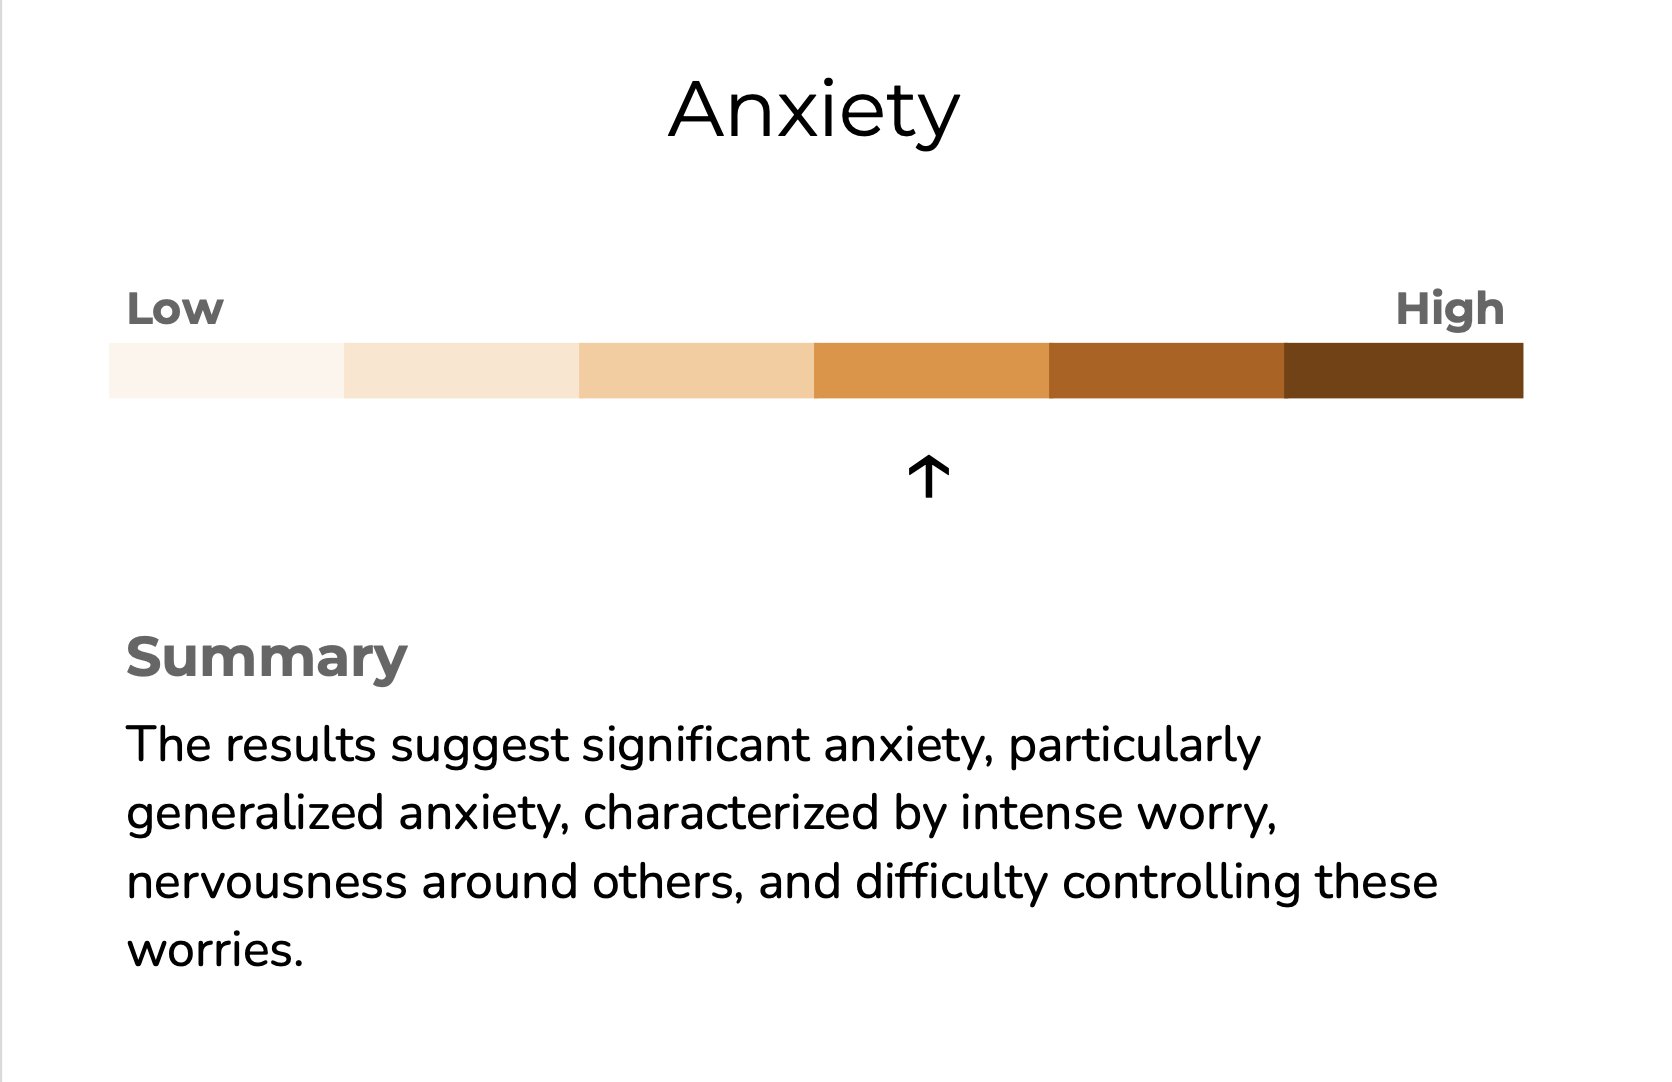 Anxiety
Low High
↑
Summary
The results suggest significant anxiety, particularly
generalized anxiety, characterized by intense worry,
nervousness around others, and difficulty controlling these
worries.